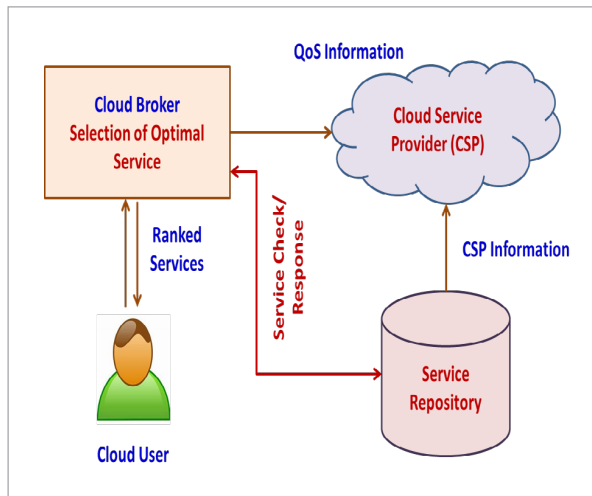 QoS Information
Cloud Broker
Selection of Optimal
Service
Cloud Service
Provider (CSP)
Ranked
Services
Service Check/
Response
CSP Information
Service
Repository
Cloud User